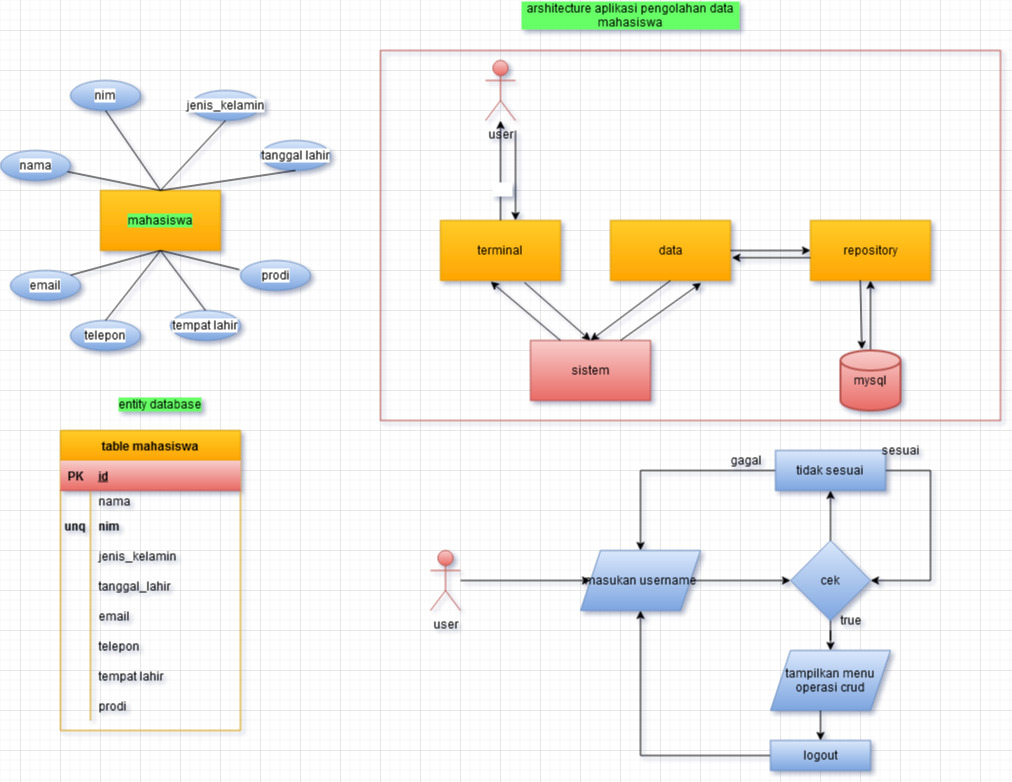 arshitecture aplikasi pengolahan data
mahasiswa
nim
jenis_kelamin
tanggal lahir
nama
mahasiswa
email
prodi
telepon
tempat lahir
user
terminal
data
repository
sistem
mysql
entity database
table mahasiswa
PK id
nama
unq nim
jenis_kelamin
tanggal_lahir
email
telepon
tempat lahir
prodi
gagal
tidak sesuai
sesuai
user
masukan username
cek
true
tampilkan menu
operasi crud
logout